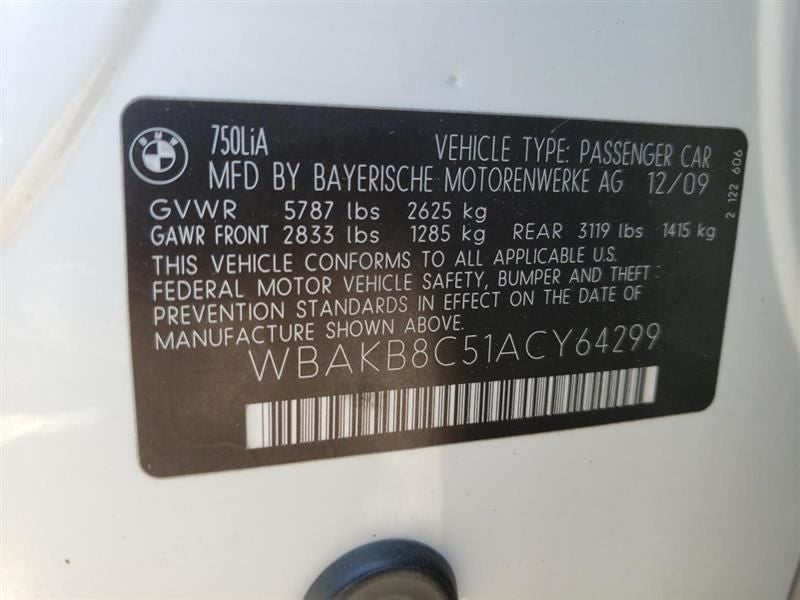 BMW
750LiA VEHICLE TYPE: PASSENGER CAR
MFD BY BAYERISCHE MOTORENWERKE AG 12/09
GVWR 5787 lbs 2625 kg
GAWR FRONT 2833 lbs 1285 kg REAR 3119 lbs 1415 kg
THIS VEHICLE CONFORMS TO ALL APPLICABLE U.S.
FEDERAL MOTOR VEHICLE SAFETY, BUMPER AND THEFT
PREVENTION STANDARDS IN EFFECT ON THE DATE OF
MANUFACTURE SHOWN ABOVE.
WBAKB8C51ACY64299
2 122 606